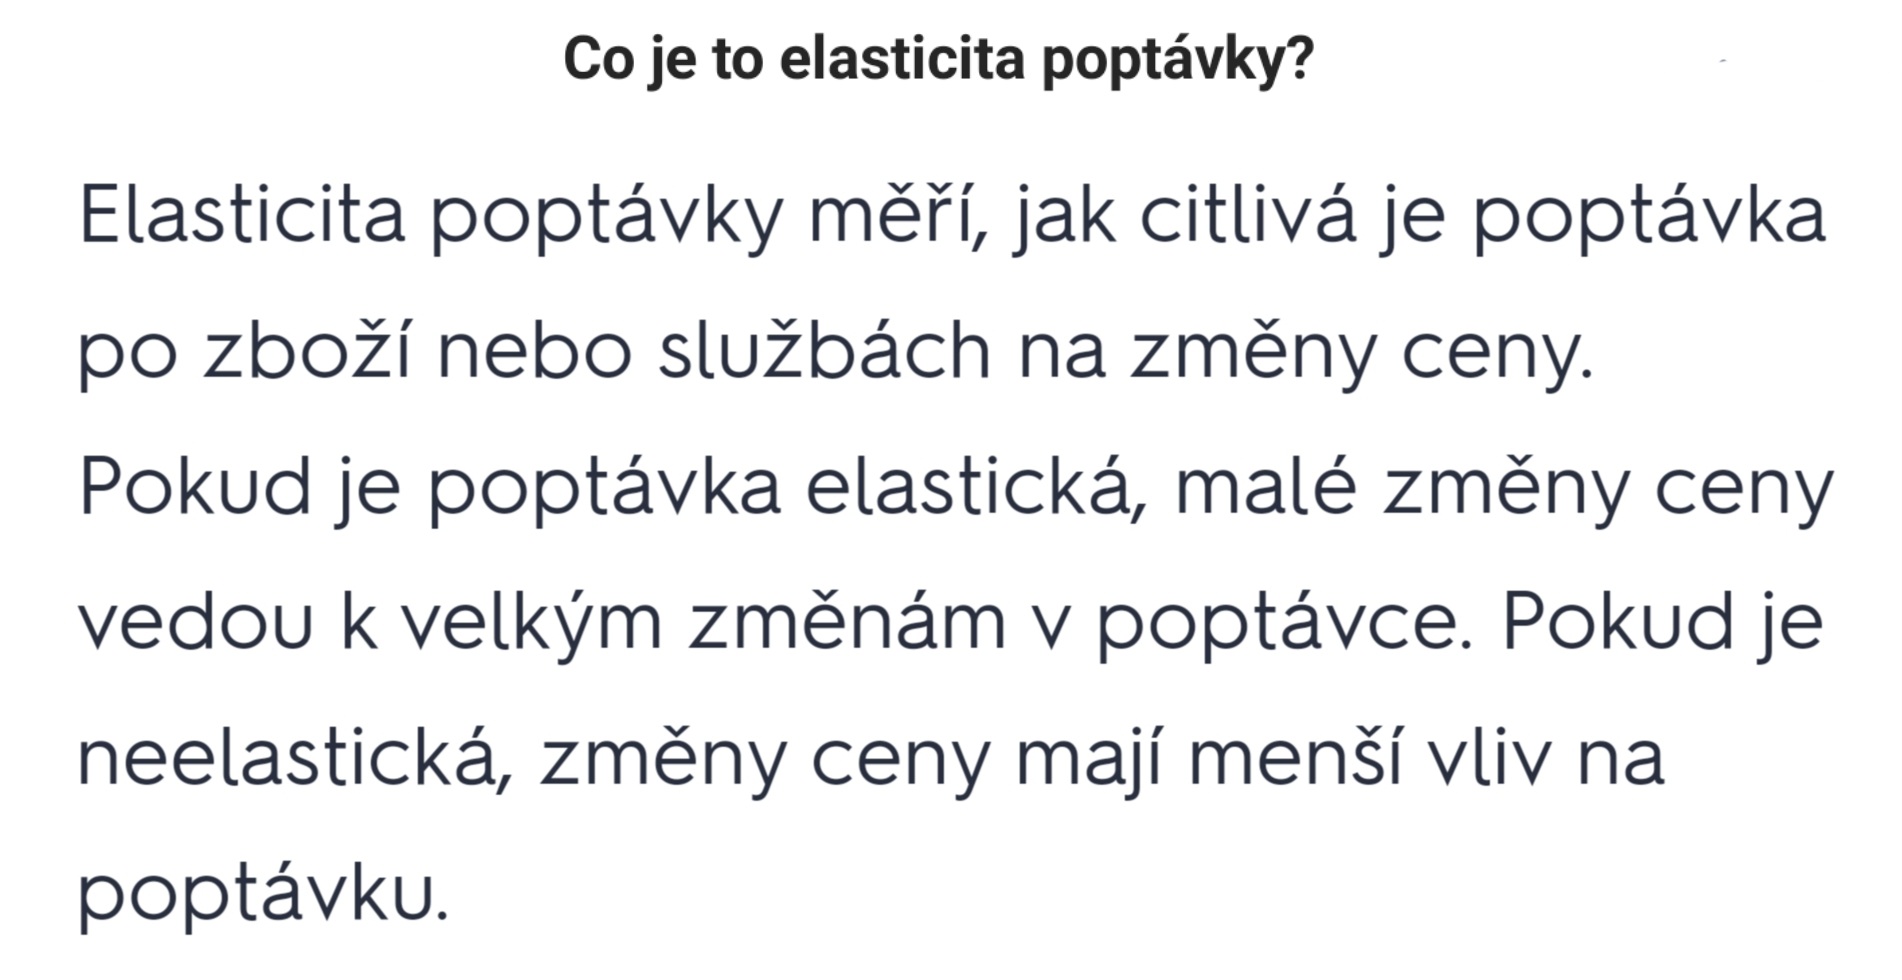 Co je to elasticita poptávky?
Elasticita poptávky měří, jak citlivá je poptávka
po zboží nebo službách na změny ceny.
Pokud je poptávka elastická, malé změny ceny
vedou k velkým změnám v poptávce. Pokud je
neelastická, změny ceny mají menší vliv na
poptávku.